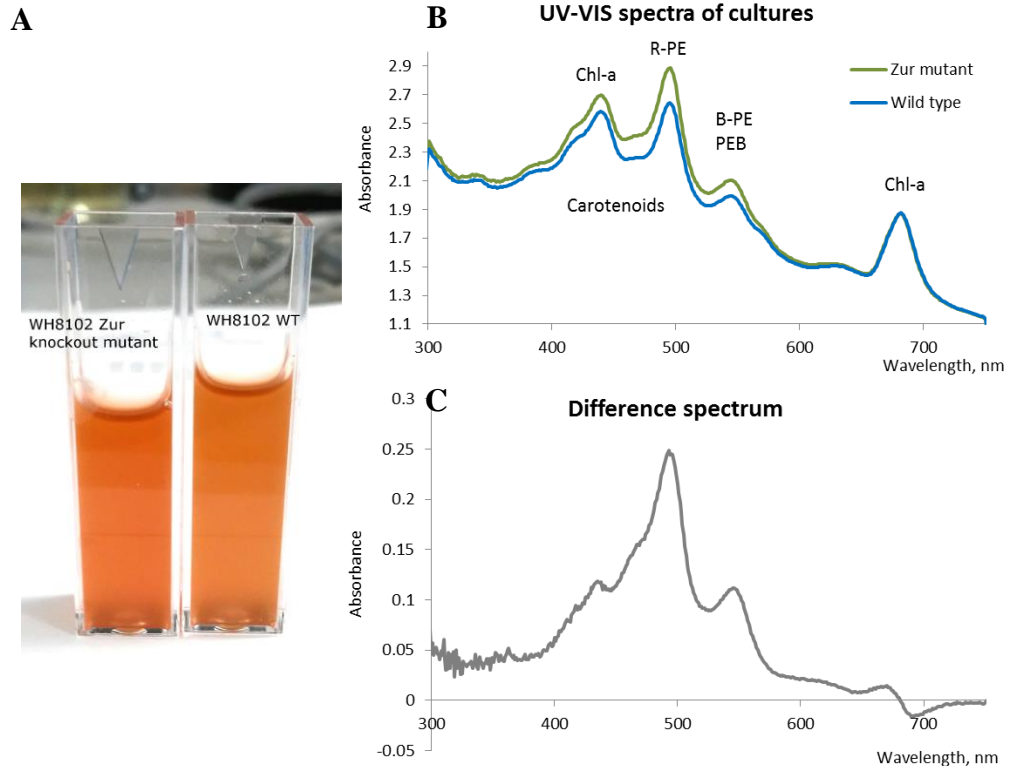 A
WH8102 Zur
knockout mutant
WH8102 WT
B
UV-VIS spectra of cultures
R-PE
Chl-a
Zur mutant
Wild type
B-PE
PEB
Carotenoids
Chl-a
Absorbance
2.9
2.7
2.5
2.3
2.1
1.9
1.7
1.5
1.3
1.1
300
400
500
600
700
Wavelength, nm
C
Difference spectrum
Absorbance
0.3
0.25
0.2
0.15
0.1
0.05
0
-0.05
300
400
500
600
700
Wavelength, nm